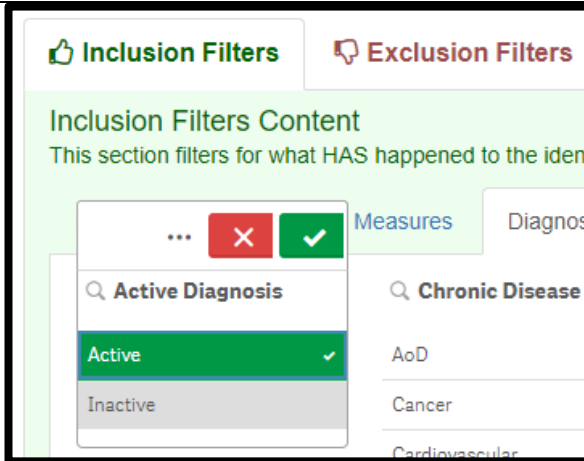 Inclusion Filters
Exclusion Filters
Inclusion Filters Content
This section filters for what HAS happened to the iden
Measures
Diagnos
Active Diagnosis
Chronic Disease
Active
AoD
Inactive
Cancer
Cardiovascular